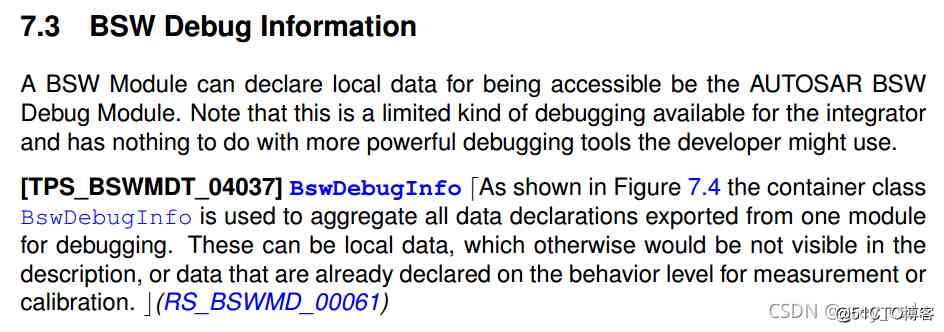 7.3 BSW Debug Information
A BSW Module can declare local data for being accessible be the AUTOSAR BSW
Debug Module. Note that this is a limited kind of debugging available for the integrator
and has nothing to do with more powerful debugging tools the developer might use.
[TPS_BSWMDT_04037] BswDebugInfo ⌈As shown in Figure 7.4 the container class
BswDebugInfo is used to aggregate all data declarations exported from one module
for debugging. These can be local data, which otherwise would be not visible in the
description, or data that are already declared on the behavior level for measurement or
calibration. ⌋(RS_BSWMD_00061)
CSDN
@51CTO博客